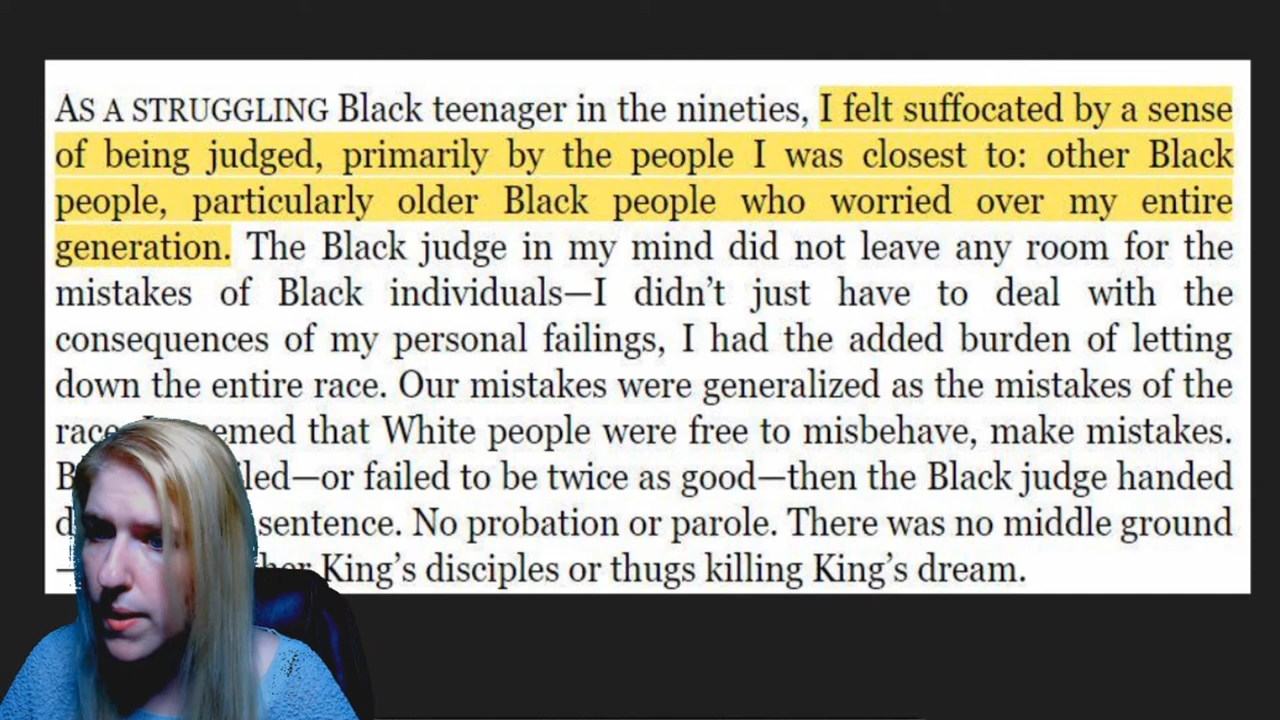 AS A STRUGGLING Black teenager in the nineties, I felt suffocated by a sense
of being judged, primarily by the people I was closest to: other Black
people, particularly older Black people who worried over my entire
generation. The Black judge in my mind did not leave any room for the
mistakes of Black individuals—I didn’t just have to deal with the
consequences of my personal failings, I had the added burden of letting
down the entire race. Our mistakes were generalized as the mistakes of the
that White people were free to misbehave, make mistakes.
or failed to be twice as good—then the Black judge handed
sentence. No probation or parole. There was no middle ground
King’s disciples or thugs killing King’s dream.